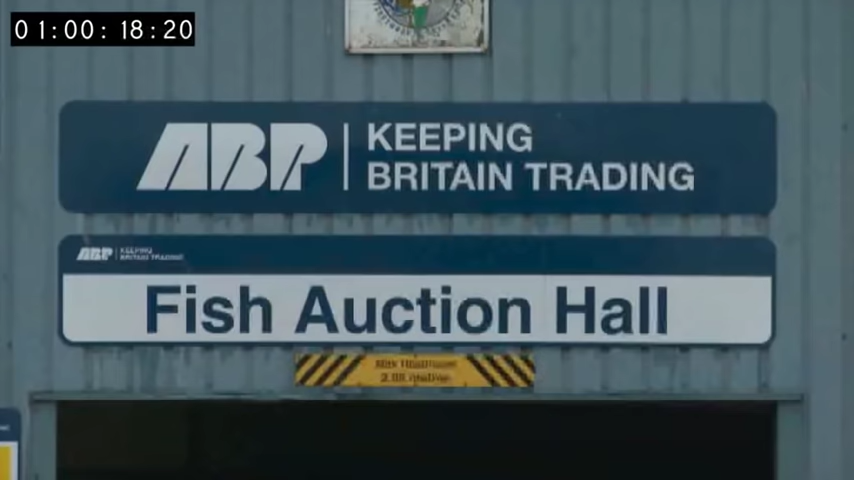 01:00:18:20
ABP
KEEPING
BRITAIN TRADING
ABP
KEEPING
BRITAIN TRADING
Fish Auction Hall